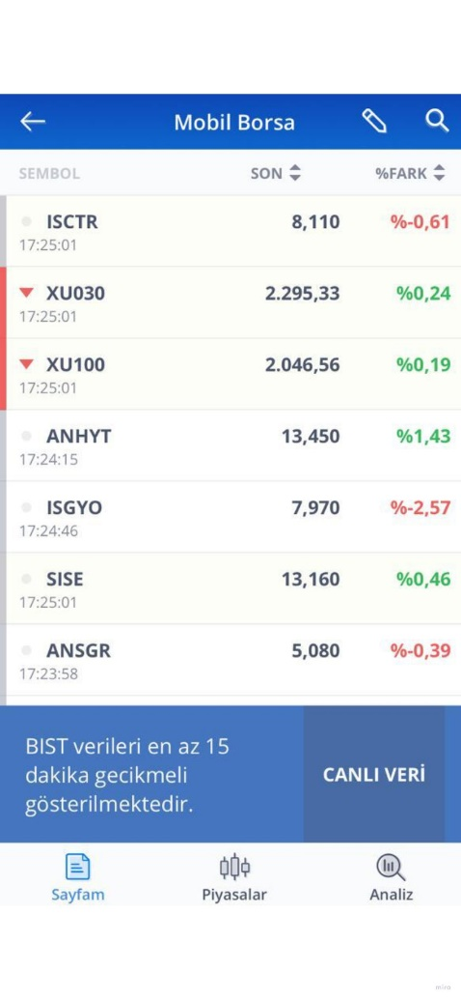 Mobil Borsa
SEMBOL SON %FARK
ISCTR 8,110 %-0,61
17:25:01
XU030 2.295,33 %0,24
17:25:01
XU100 2.046,56 %0,19
17:25:01
ANHYT 13,450 %1,43
17:24:15
ISGYO 7,970 %-2,57
17:24:46
SISE 13,160 %0,46
17:25:01
ANSGR 5,080 %-0,39
17:23:58
BIST verileri en az 15
dakika gecikmeli
gösterilmektedir.
CANLI VERİ
Sayfam Piyasalar Analiz
mira